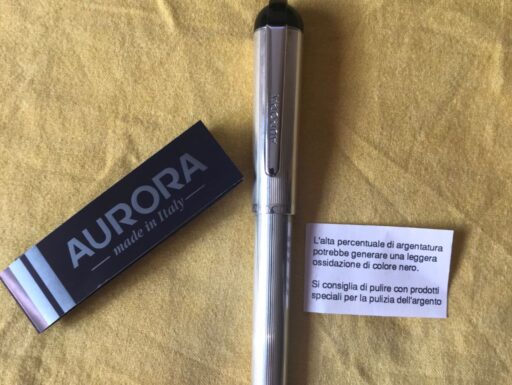 AURORA
made in Italy
AURORA
L'alta percentuale di argentatura
potrebbe generare una leggera
ossidazione di colore nero.
Si consiglia di pulire con prodotti
speciali per la pulizia dell'argento